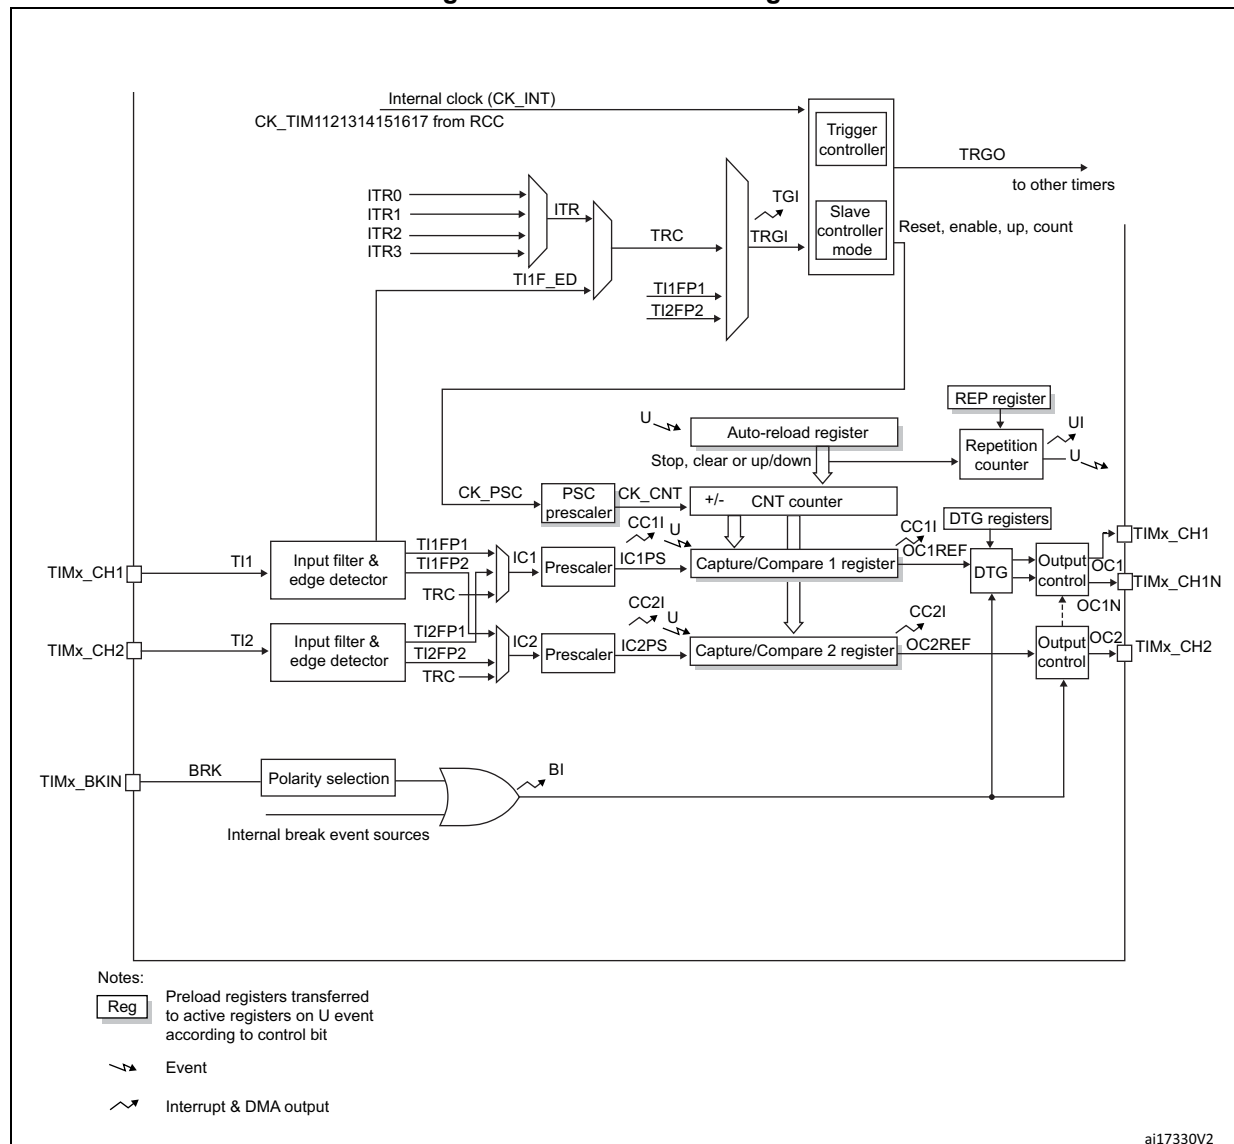 Internal clock (CK_INT)
CK_TIM1121314151617 from RCC
Trigger
controller
TRGO
to other timers
ITR0
ITR1
ITR2
ITR3
ITR
TRC
TI1F_ED
TI1FP1
TI2FP2
TGI
TRGI
Slave
controller
mode
Reset, enable, up, count
REP register
U
Auto-reload register
Stop, clear or up/down
Repetition
counter
UI
U
CK_PSC
PSC
prescaler
CK_CNT
+/-
CNT counter
DTG registers
TIMx_CH1
TI1
Input filter &
edge detector
TI1FP1
TI1FP2
TRC
IC1
Prescaler
IC1PS
CC1I
U
Capture/Compare 1 register
CC1I
OC1REF
DTG
Output
control
OC1
TIMx_CH1
TIMx_CH1N
OC1N
TIMx_CH2
TI2
Input filter &
edge detector
TI2FP1
TI2FP2
TRC
IC2
Prescaler
IC2PS
CC2I
U
Capture/Compare 2 register
CC2I
OC2REF
Output
control
OC2
TIMx_CH2
TIMx_BKIN
BRK
Polarity selection
BI
Internal break event sources
Notes:
Reg
Preload registers transferred
to active registers on U event
according to control bit
Event
Interrupt & DMA output
ai17330V2